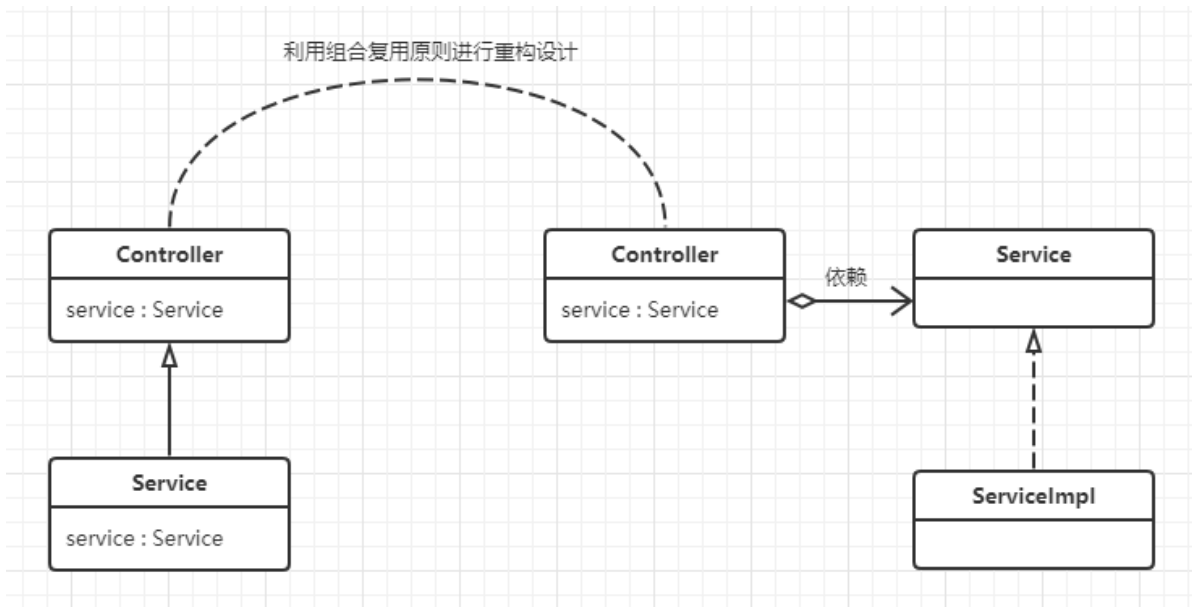 利用组合复用原则进行重构设计
Controller
service : Service
Service
service : Service
Controller
service : Service
依赖
Service
ServiceImpl